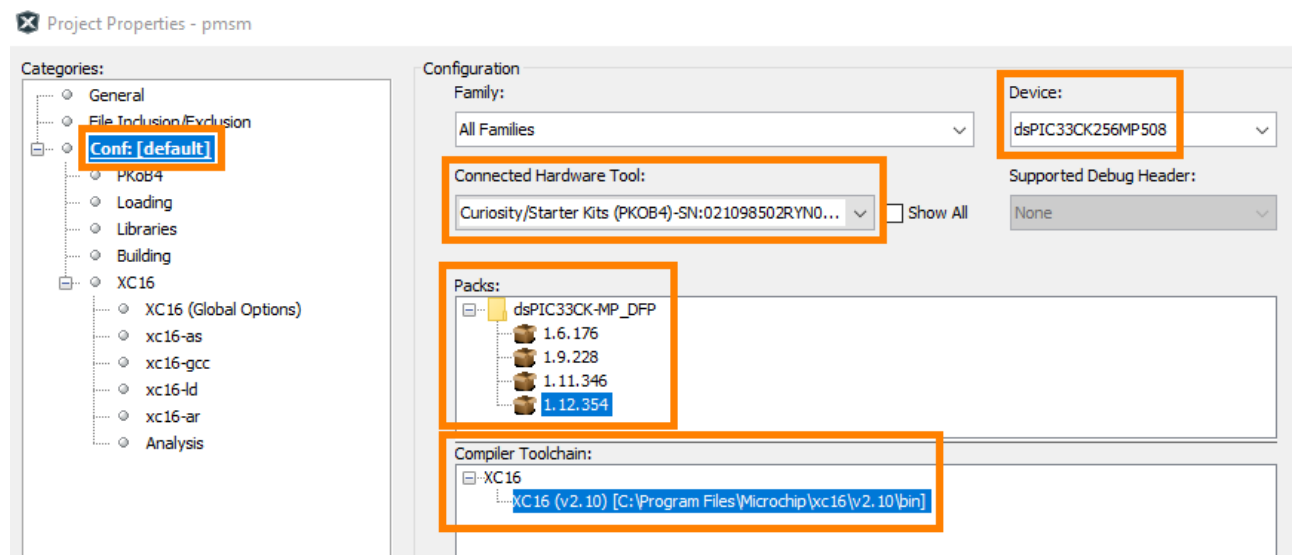 Project Properties - pmsm
Categories:
General
File Inclusion/Exclusion
Conf: [default]
PKoB4
Loading
Libraries
Building
XC16
XC16 (Global Options)
xc16-as
xc16-gcc
xc16-ld
xc16-ar
Analysis
Configuration
Family:
All Families
Device:
dsPIC33CK256MP508
Connected Hardware Tool:
Curiosity/Starter Kits (PKOB4)-SN:021098502RYN0...
Show All
Supported Debug Header:
None
Packs:
dsPIC33CK-MP_DFP
1.6.176
1.9.228
1.11.346
1.12.354
Compiler Toolchain:
XC16
XC16 (v2.10) [C:\Program Files\Microchip\xc16\v2.10\bin]